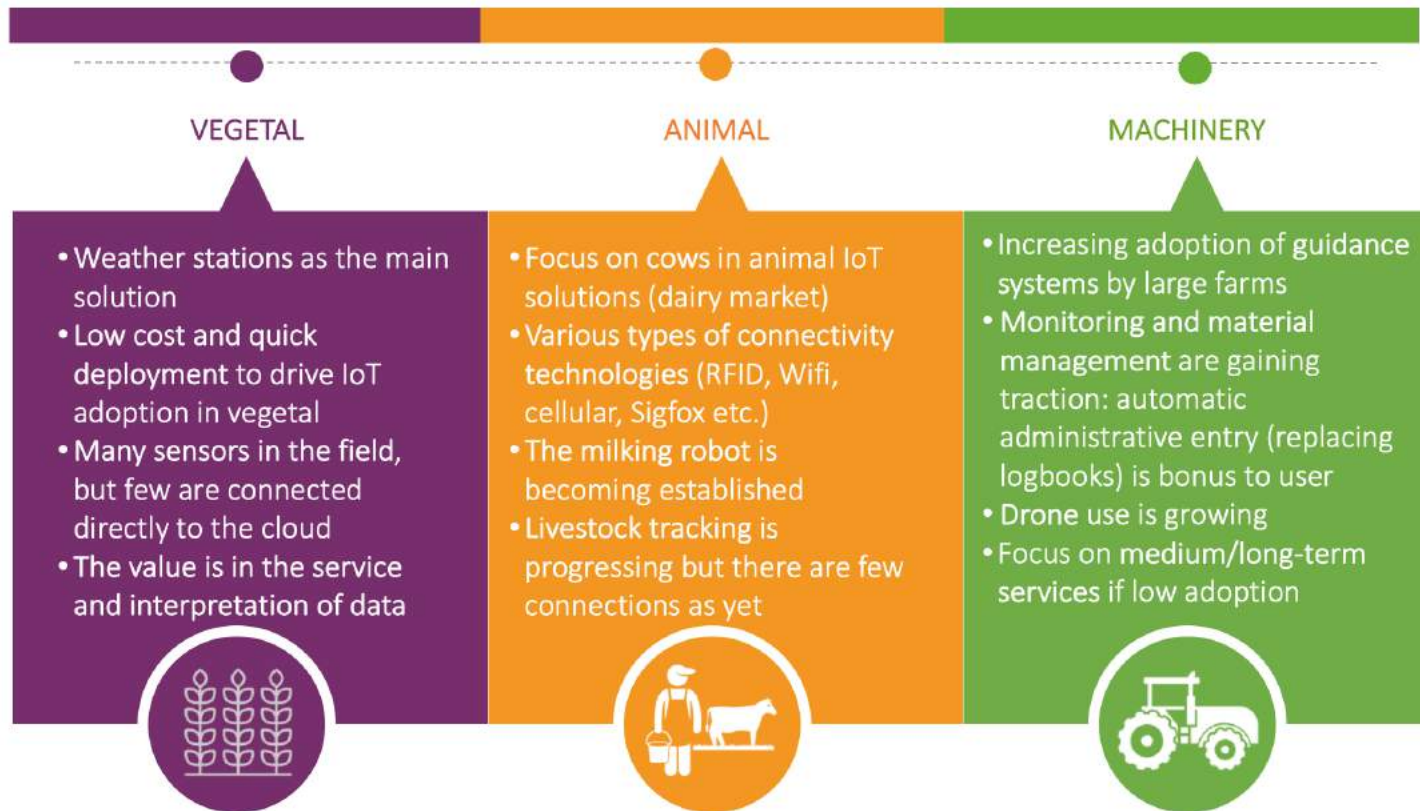 VEGETAL
ANIMAL
MACHINERY
• Weather stations as the main
solution
• Low cost and quick
deployment to drive IoT
adoption in vegetal
• Many sensors in the field,
but few are connected
directly to the cloud
• The value is in the service
and interpretation of data
• Focus on cows in animal IoT
solutions (dairy market)
• Various types of connectivity
technologies (RFID, Wifi,
cellular, Sigfox etc.)
• The milking robot is
becoming established
• Livestock tracking is
progressing but there are few
connections as yet
• Increasing adoption of guidance
systems by large farms
• Monitoring and material
management are gaining
traction: automatic
administrative entry (replacing
logbooks) is bonus to user
• Drone use is growing
• Focus on medium/long-term
services if low adoption